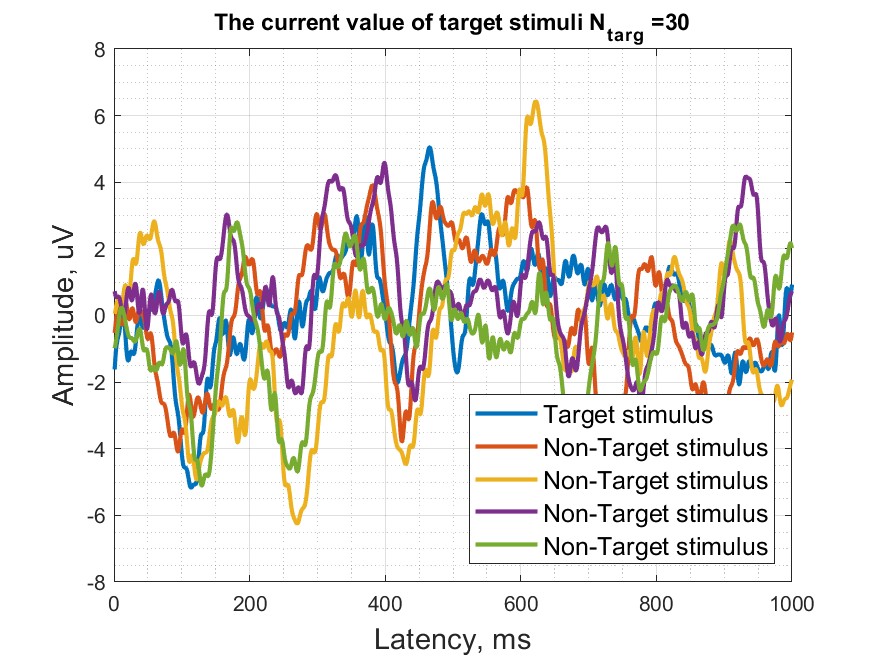 The current value of target stimuli N_targ =30
8
6
4
2
0
-2
-4
-6
-8
Amplitude, uV
0 200 400 600 800 1000
Latency, ms
Target stimulus
Non-Target stimulus
Non-Target stimulus
Non-Target stimulus
Non-Target stimulus